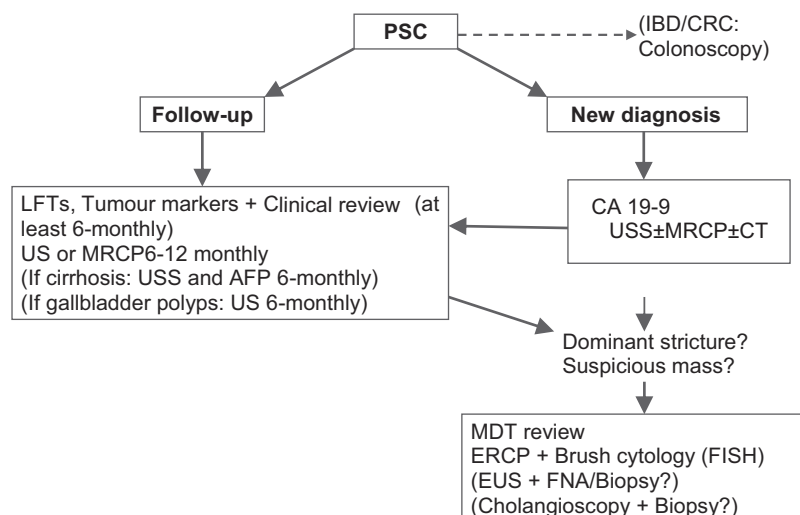 PSC
(IBD/CRC:
Colonoscopy)
Follow-up
New diagnosis
LFTs, Tumour markers + Clinical review (at
least 6-monthly)
US or MRCP6-12 monthly
(If cirrhosis: USS and AFP 6-monthly)
(If gallbladder polyps: US 6-monthly)
CA 19-9
USS±MRCP±CT
Dominant stricture?
Suspicious mass?
MDT review
ERCP + Brush cytology (FISH)
(EUS + FNA/Biopsy?)
(Cholangioscopy + Biopsy?)